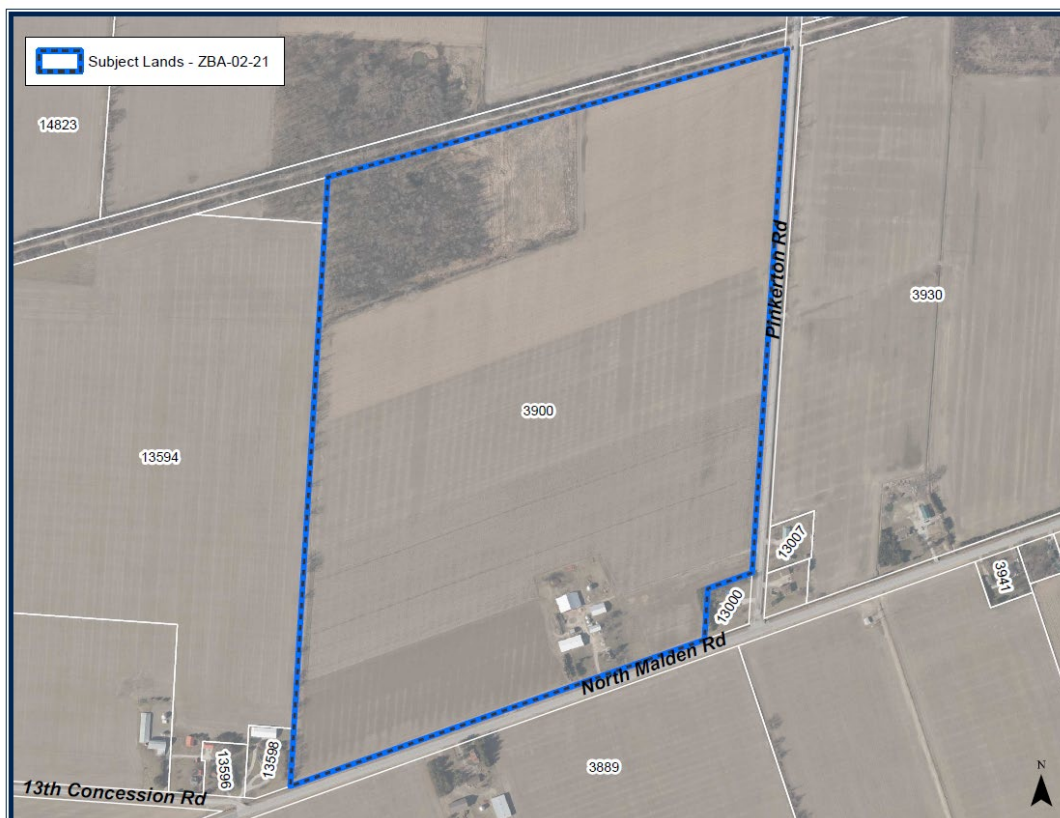 Subject Lands - ZBA-02-21
14823
Pinkerton Rd
3930
3900
13594
13007
3941
13000
North Malden Rd
13598
13596
3889
13th Concession Rd
N